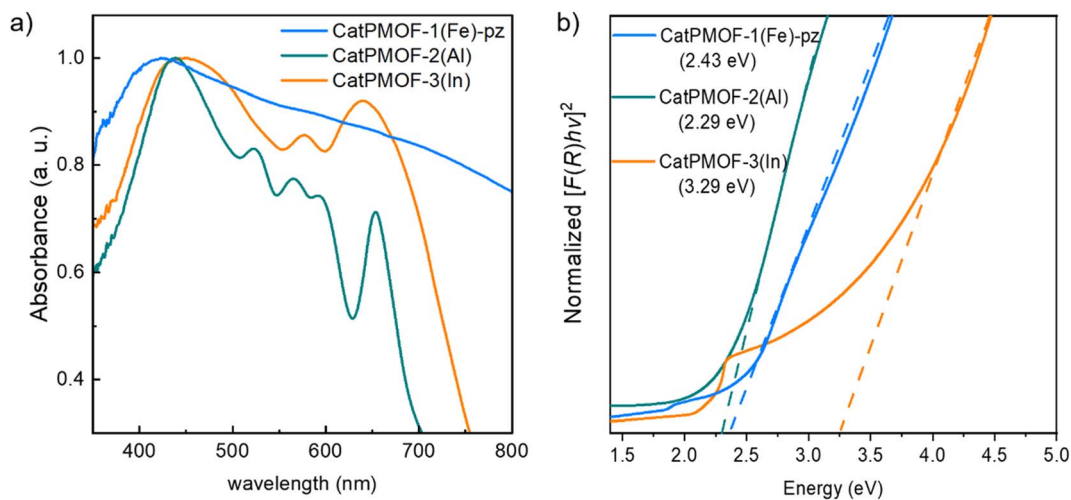 a)
CatPMOF-1(Fe)-pz
CatPMOF-2(Al)
CatPMOF-3(In)
1.0
0.8
0.6
0.4
Absorbance (a. u.)
400 500 600 700 800
wavelength (nm)
b)
CatPMOF-1(Fe)-pz
(2.43 eV)
CatPMOF-2(Al)
(2.29 eV)
CatPMOF-3(In)
(3.29 eV)
Normalized [F(R)hv]²
1.5 2.0 2.5 3.0 3.5 4.0 4.5 5.0
Energy (eV)